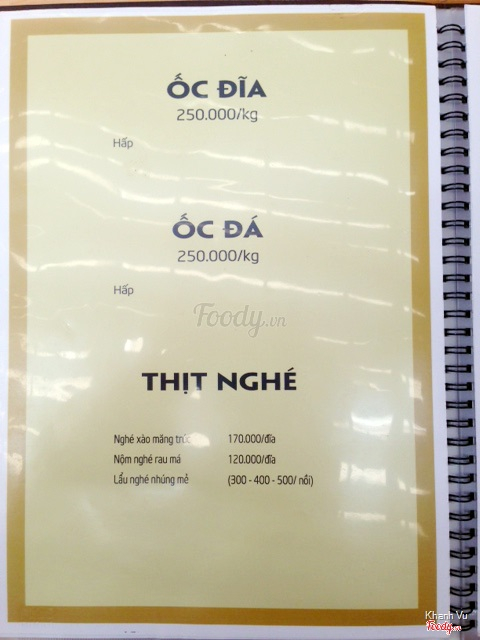 ỐC ĐĨA
250.000/kg
Hấp
ỐC ĐÁ
250.000/kg
Hấp
Foody.vn
THỊT NGHÉ
Nghé xào măng trúc 170.000/đĩa
Nộm nghé rau má 120.000/đĩa
Lẩu nghé nhúng mẻ (300 - 400 - 500/ nồi)
Khanh Vu
Foody.vn